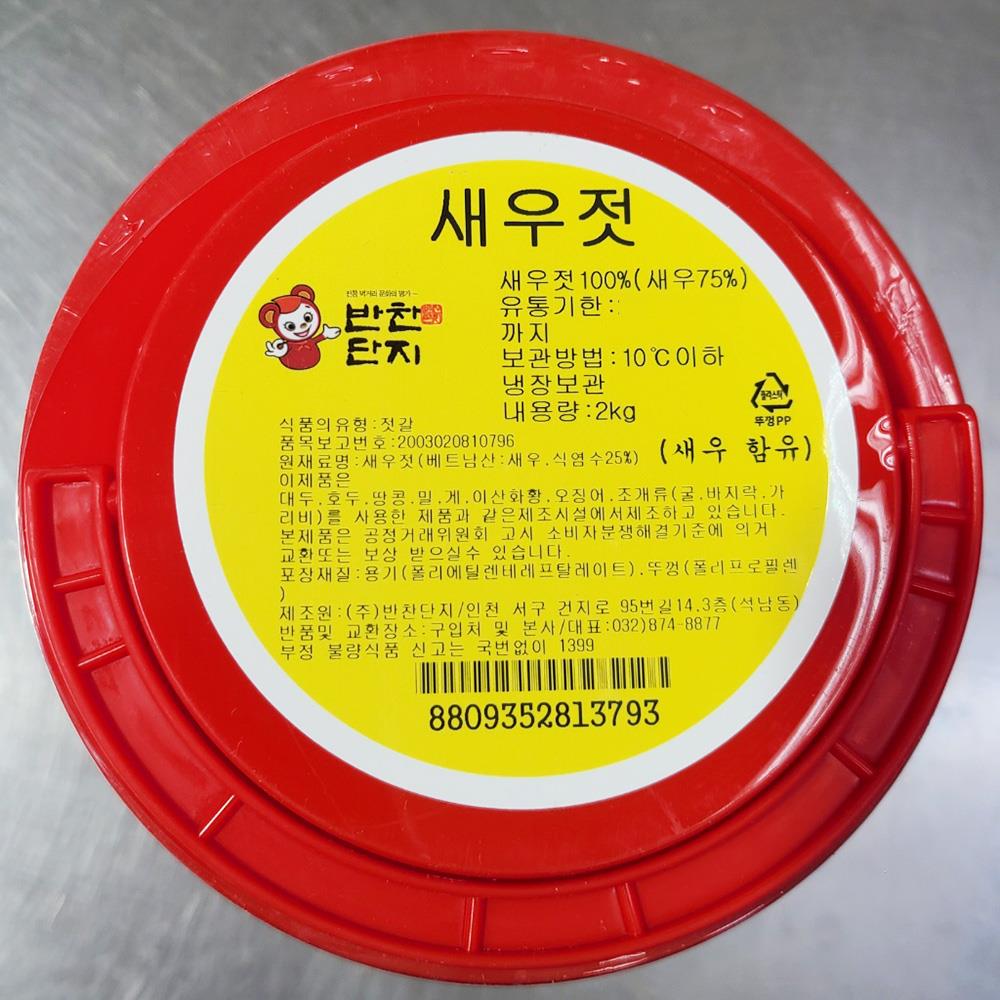 새우젓
새우젓100%(새우75%)
유통기한:
까지
보관방법:10℃이하
냉장보관
내용량:2kg
반찬
단지
플라스틱
뚜껑PP
식품의유형:젓갈
품목보고번호:2003020810796
원재료명:새우젓(베트남산:새우,식염수25%)
(새우 함유)
이제품은
대두,호두,땅콩,밀,게,이산화황,오징어,조개류(굴,바지락,가
리비)를 사용한 제품과 같은제조시설에서제조하고 있습니다.
본제품은 공정거래위원회 고시 소비자분쟁해결기준에 의거
교환또는 보상 받으실수 있습니다.
포장재질:용기(폴리에틸렌테레프탈레이트),뚜껑(폴리프로필렌
)
제조원:(주)반찬단지/인천 서구 건지로 95번길14,3층(석남동)
반품및 교환장소:구입처 및 본사/대표:032)874-8877
부정 불량식품 신고는 국번없이 1399
8809352813793